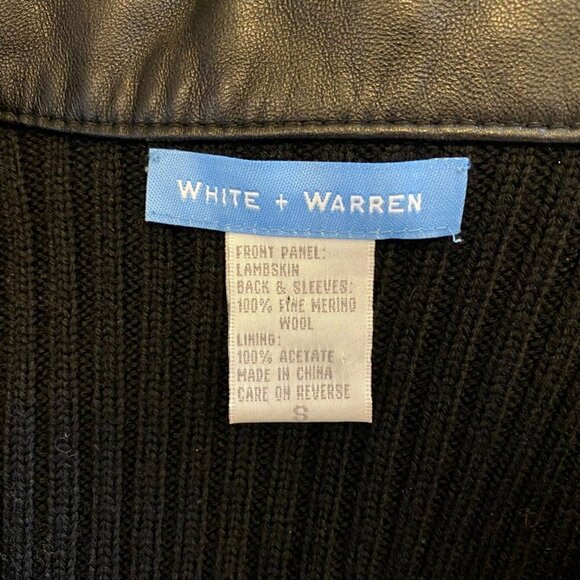 WHITE + WARREN
FRONT PANEL:
LAMBSKIN
BACK & SLEEVES:
100% FINE MERINO
WOOL
LINING:
100% ACETATE
MADE IN CHINA
CARE ON REVERSE
S